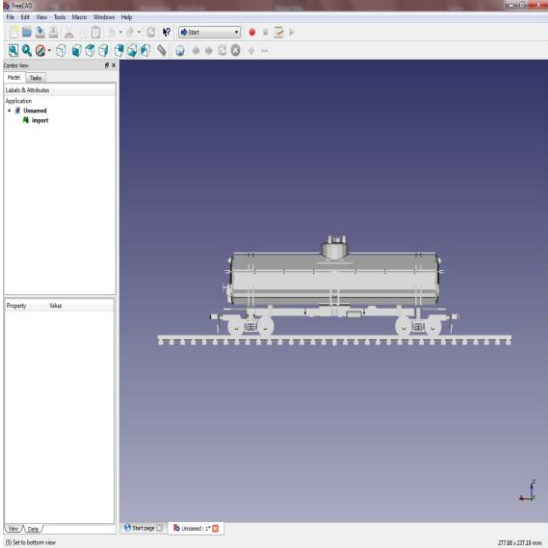 FreeCAD
File Edit View Tools Macro Windows Help
Start
Combo View
Model Tasks
Labels & Attributes
Application
Unnamed
import
Property Value
View Data
Start page Unnamed : 1*
(5) Set to bottom view 277.88 x 237.19 mm